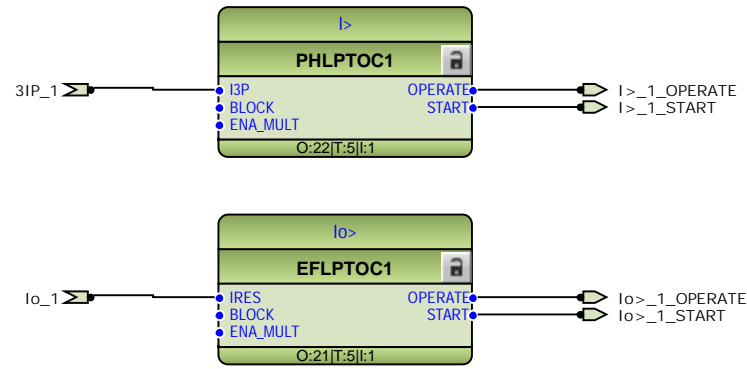 I>
PHLPTOC1
3IP_1
I3P
OPERATE
I>_1_OPERATE
BLOCK
START
I>_1_START
ENA_MULT
O:22|T:5|I:1
Io>
EFLPTOC1
Io_1
IRES
OPERATE
Io>_1_OPERATE
BLOCK
START
Io>_1_START
ENA_MULT
O:21|T:5|I:1